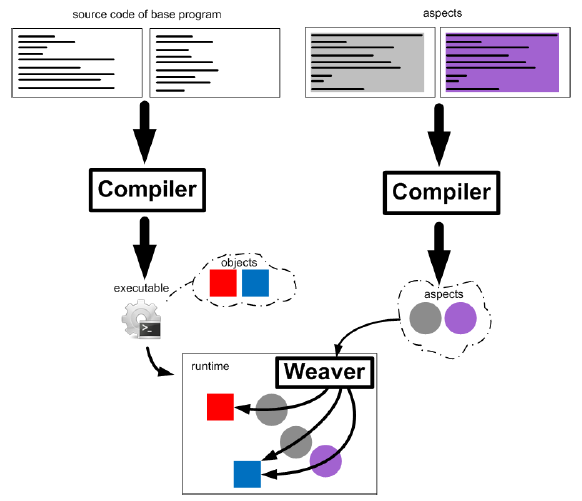 source code of base program
aspects
Compiler
Compiler
objects
executable
aspects
>_
runtime
Weaver